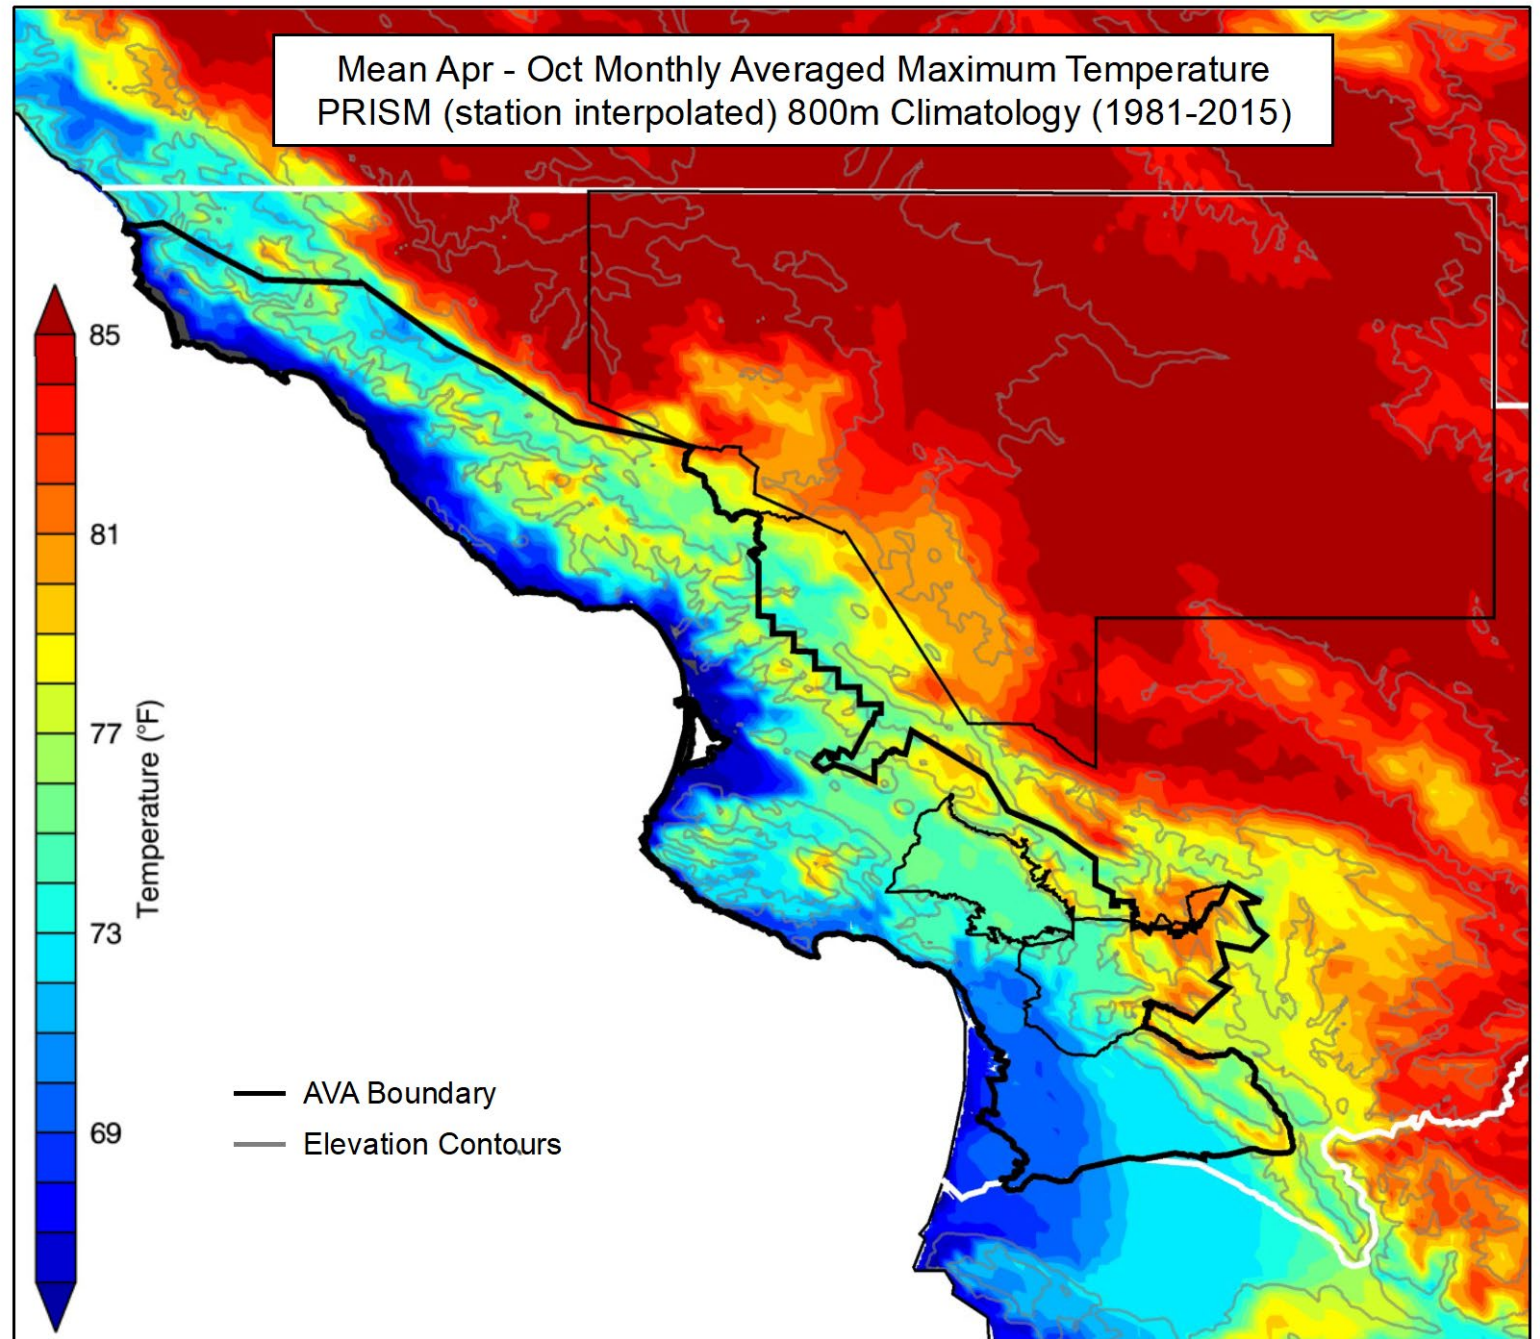 Mean Apr - Oct Monthly Averaged Maximum Temperature
PRISM (station interpolated) 800m Climatology (1981-2015)
85
81
77
73
69
Temperature (°F)
AVA Boundary
Elevation Contours